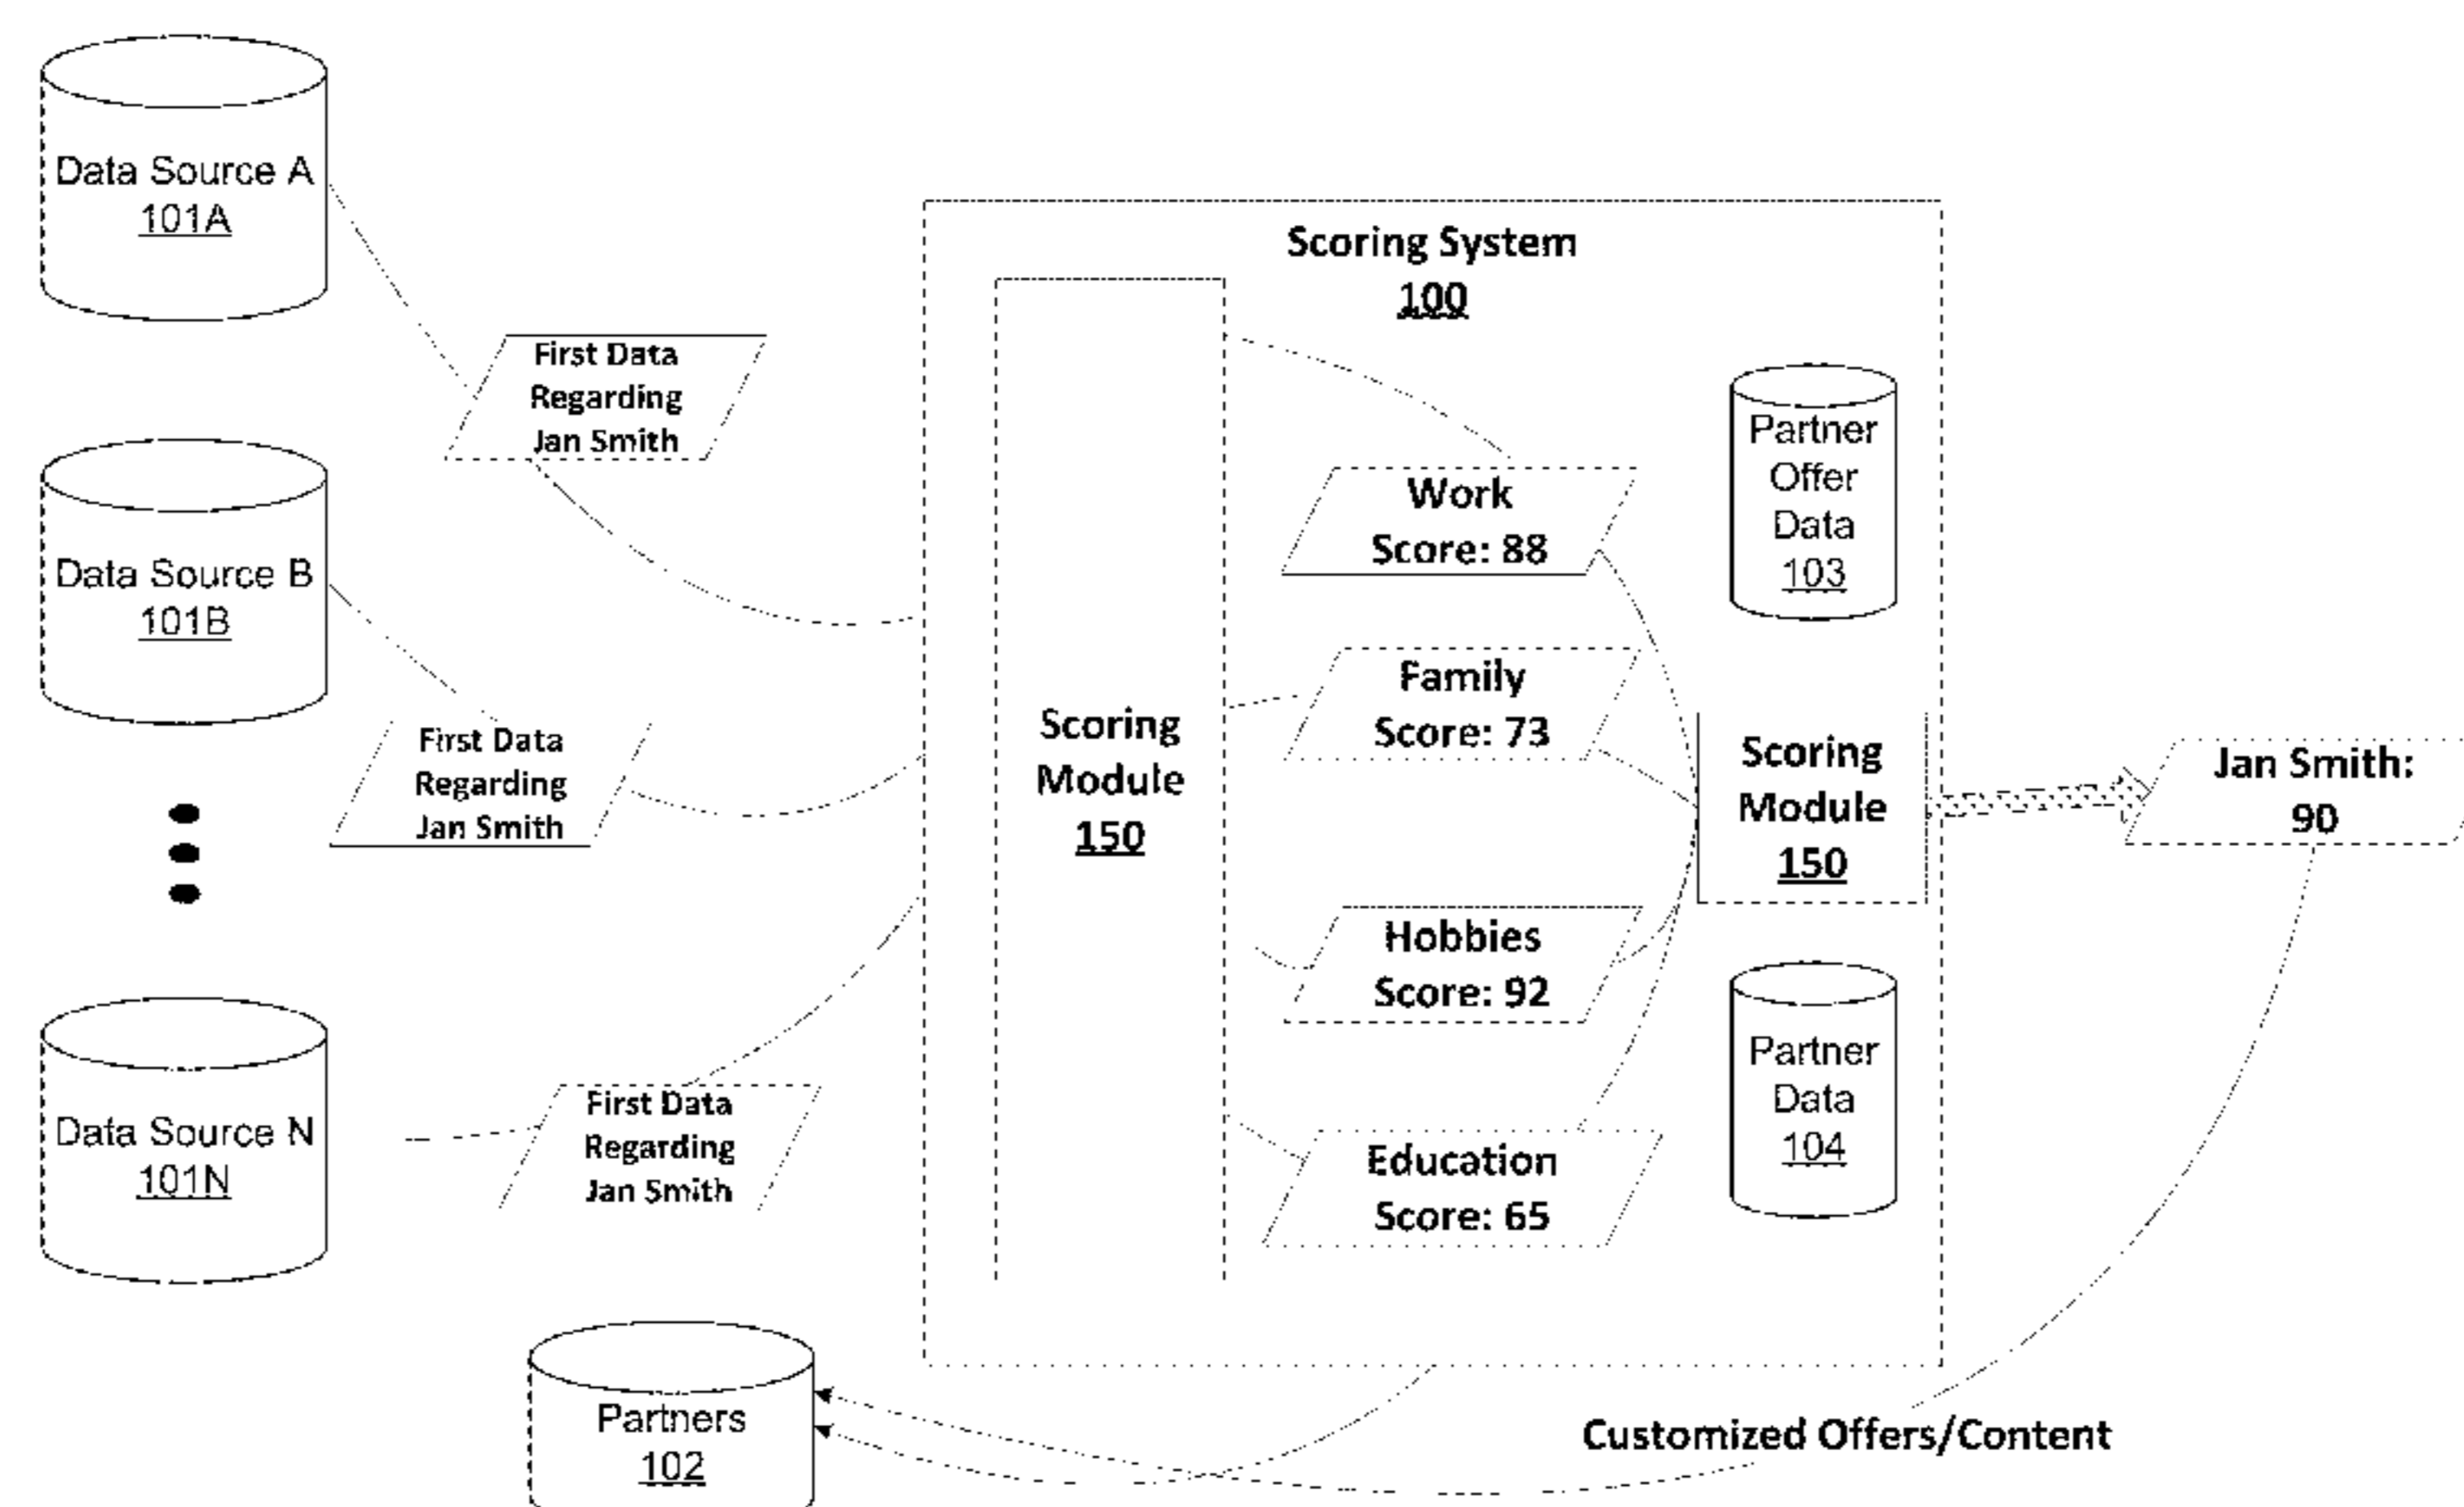 Data Source A
101A
First Data
Regarding
Jan Smith
Data Source B
101B
First Data
Regarding
Jan Smith
Data Source N
101N
First Data
Regarding
Jan Smith
Partners
102
Scoring System
100
Scoring
Module
150
Work
Score: 88
Family
Score: 73
Hobbies
Score: 92
Education
Score: 65
Partner
Offer
Data
103
Scoring
Module
150
Partner
Data
104
Jan Smith:
90
Customized Offers/Content